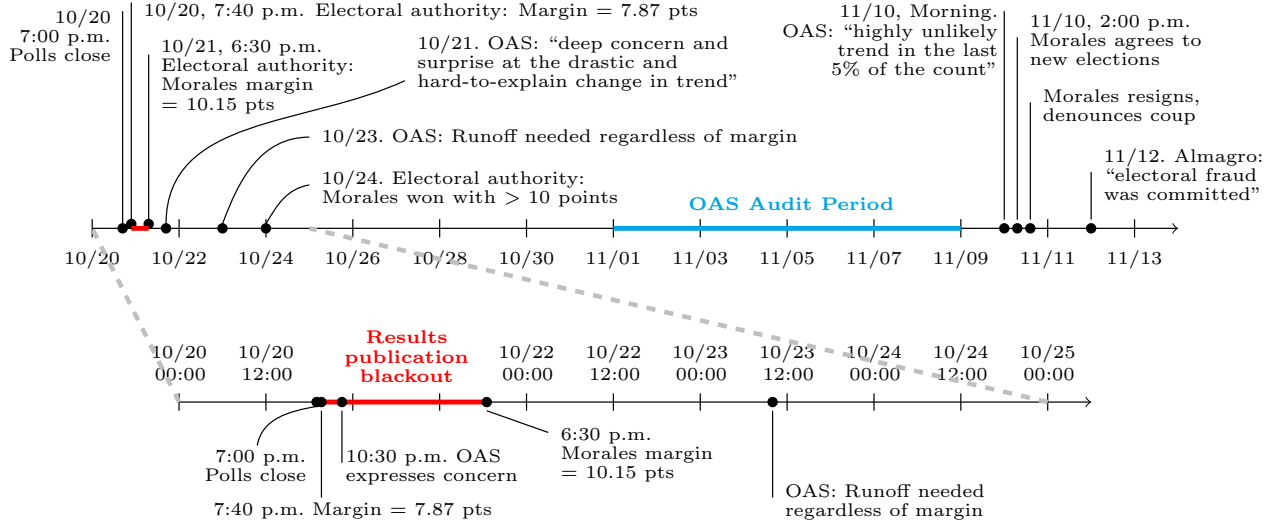 10/20
7:00 p.m.
Polls close
10/20, 7:40 p.m. Electoral authority: Margin = 7.87 pts
10/21, 6:30 p.m.
Electoral authority:
Morales margin
= 10.15 pts
10/21. OAS: “deep concern and
surprise at the drastic and
hard-to-explain change in trend”
10/23. OAS: Runoff needed regardless of margin
10/24. Electoral authority:
Morales won with > 10 points
OAS Audit Period
11/10, Morning.
OAS: “highly unlikely
trend in the last
5% of the count”
11/10, 2:00 p.m.
Morales agrees to
new elections
Morales resigns,
denounces coup
11/12. Almagro:
“electoral fraud
was committed”
10/20 10/22 10/24 10/26 10/28 11/01 11/03 11/05 11/07 11/09 11/11 11/13
Results
publication
blackout
10/20 10/20 10/22 10/22 10/23 10/23 10/24 10/24 10/25
00:00 12:00 00:00 12:00 00:00 12:00 00:00 12:00 00:00
7:00 p.m.
Polls close
7:40 p.m. Margin = 7.87 pts
10:30 p.m. OAS
expresses concern
6:30 p.m.
Morales margin
= 10.15 pts
OAS: Runoff needed
regardless of margin